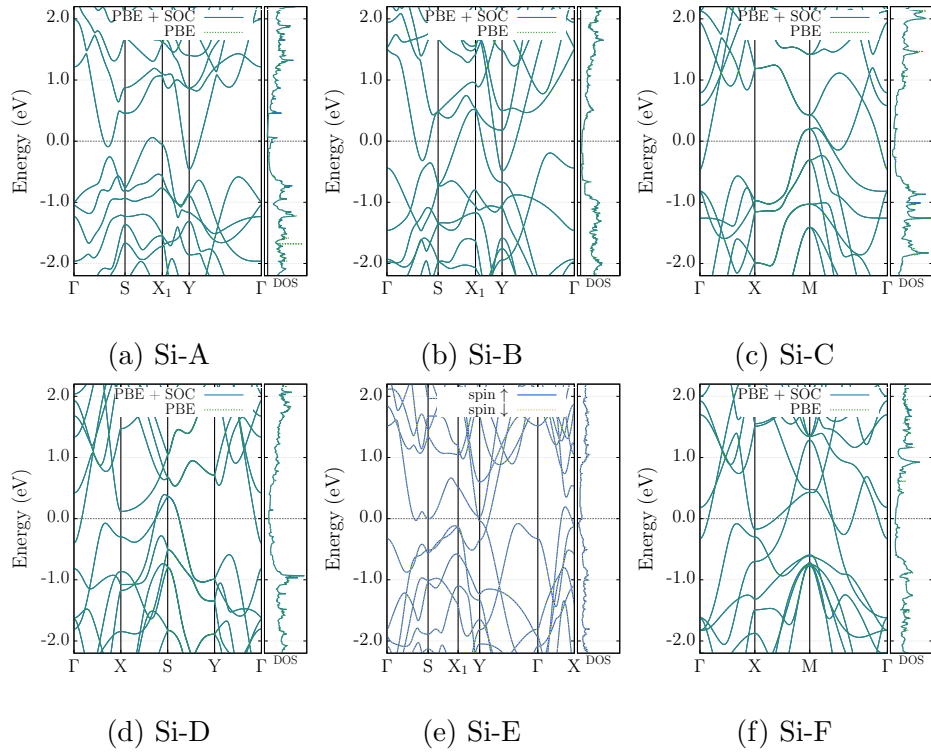 PBE + SOC
PBE
Energy (eV)
2.0
1.0
0.0
-1.0
-2.0
Γ S X₁ Y Γ DOS
(a) Si-A
PBE + SOC
PBE
Energy (eV)
2.0
1.0
0.0
-1.0
-2.0
Γ S X₁ Y Γ DOS
(b) Si-B
PBE + SOC
PBE
Energy (eV)
2.0
1.0
0.0
-1.0
-2.0
Γ X M Γ DOS
(c) Si-C
PBE + SOC
PBE
Energy (eV)
2.0
1.0
0.0
-1.0
-2.0
Γ X S Y Γ DOS
(d) Si-D
spin ↑
spin ↓
Energy (eV)
2.0
1.0
0.0
-1.0
-2.0
Γ S X₁ Y Γ X DOS
(e) Si-E
PBE + SOC
PBE
Energy (eV)
2.0
1.0
0.0
-1.0
-2.0
Γ X M Γ DOS
(f) Si-F